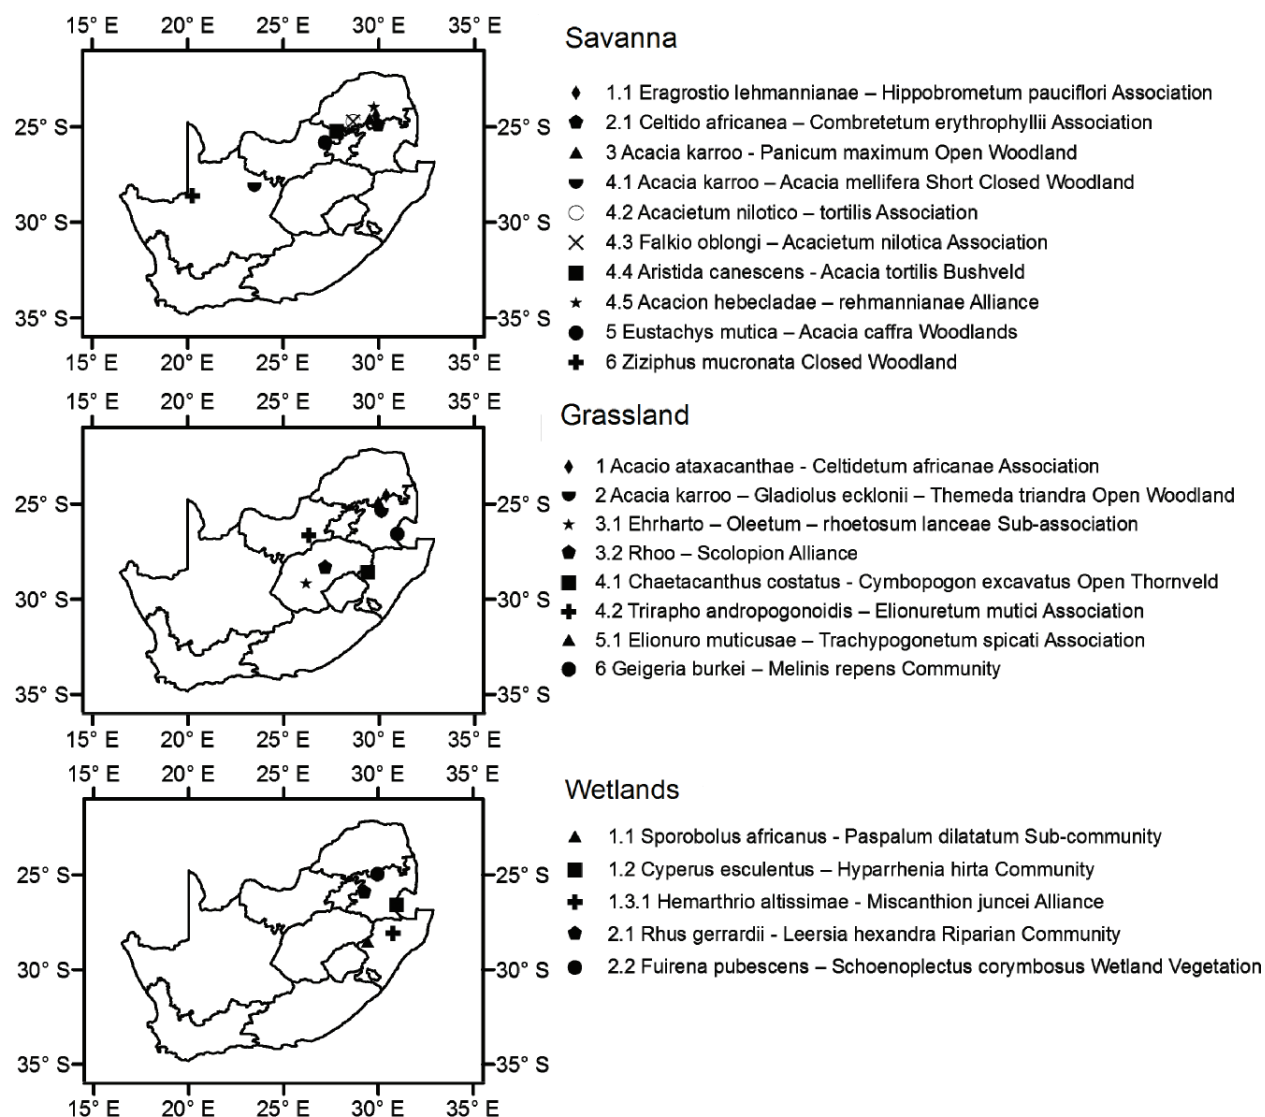 15° E 20° E 25° E 30° E 35° E
25° S 25° S
30° S 30° S
35° S 35° S
15° E 20° E 25° E 30° E 35° E
Savanna
1.1 Eragrostio lehmannianae – Hippobrometum pauciflori Association
2.1 Celtido africanea – Combretetum erythrophyllii Association
3 Acacia karroo - Panicum maximum Open Woodland
4.1 Acacia karroo – Acacia mellifera Short Closed Woodland
4.2 Acacietum nilotico – tortilis Association
4.3 Falkio oblongi – Acacietum nilotica Association
4.4 Aristida canescens - Acacia tortilis Bushveld
4.5 Acacion hebecladae – rehmannianae Alliance
5 Eustachys mutica – Acacia caffra Woodlands
6 Ziziphus mucronata Closed Woodland
15° E 20° E 25° E 30° E 35° E
25° S 25° S
30° S 30° S
35° S 35° S
15° E 20° E 25° E 30° E 35° E
Grassland
1 Acacio ataxacanthae - Celtidetum africanae Association
2 Acacia karroo – Gladiolus ecklonii – Themeda triandra Open Woodland
3.1 Ehrharto – Oleetum – rhoetosum lanceae Sub-association
3.2 Rhoo – Scolopion Alliance
4.1 Chaetacanthus costatus - Cymbopogon excavatus Open Thornveld
4.2 Trirapho andropogonoidis – Elionuretum mutici Association
5.1 Elionuro muticusae – Trachypogonetum spicati Association
6 Geigeria burkei – Melinis repens Community
15° E 20° E 25° E 30° E 35° E
25° S 25° S
30° S 30° S
35° S 35° S
15° E 20° E 25° E 30° E 35° E
Wetlands
1.1 Sporobolus africanus - Paspalum dilatatum Sub-community
1.2 Cyperus esculentus – Hyparrhenia hirta Community
1.3.1 Hemarthrio altissimae - Miscanthion juncei Alliance
2.1 Rhus gerrardii - Leersia hexandra Riparian Community
2.2 Fuirena pubescens – Schoenoplectus corymbosus Wetland Vegetation